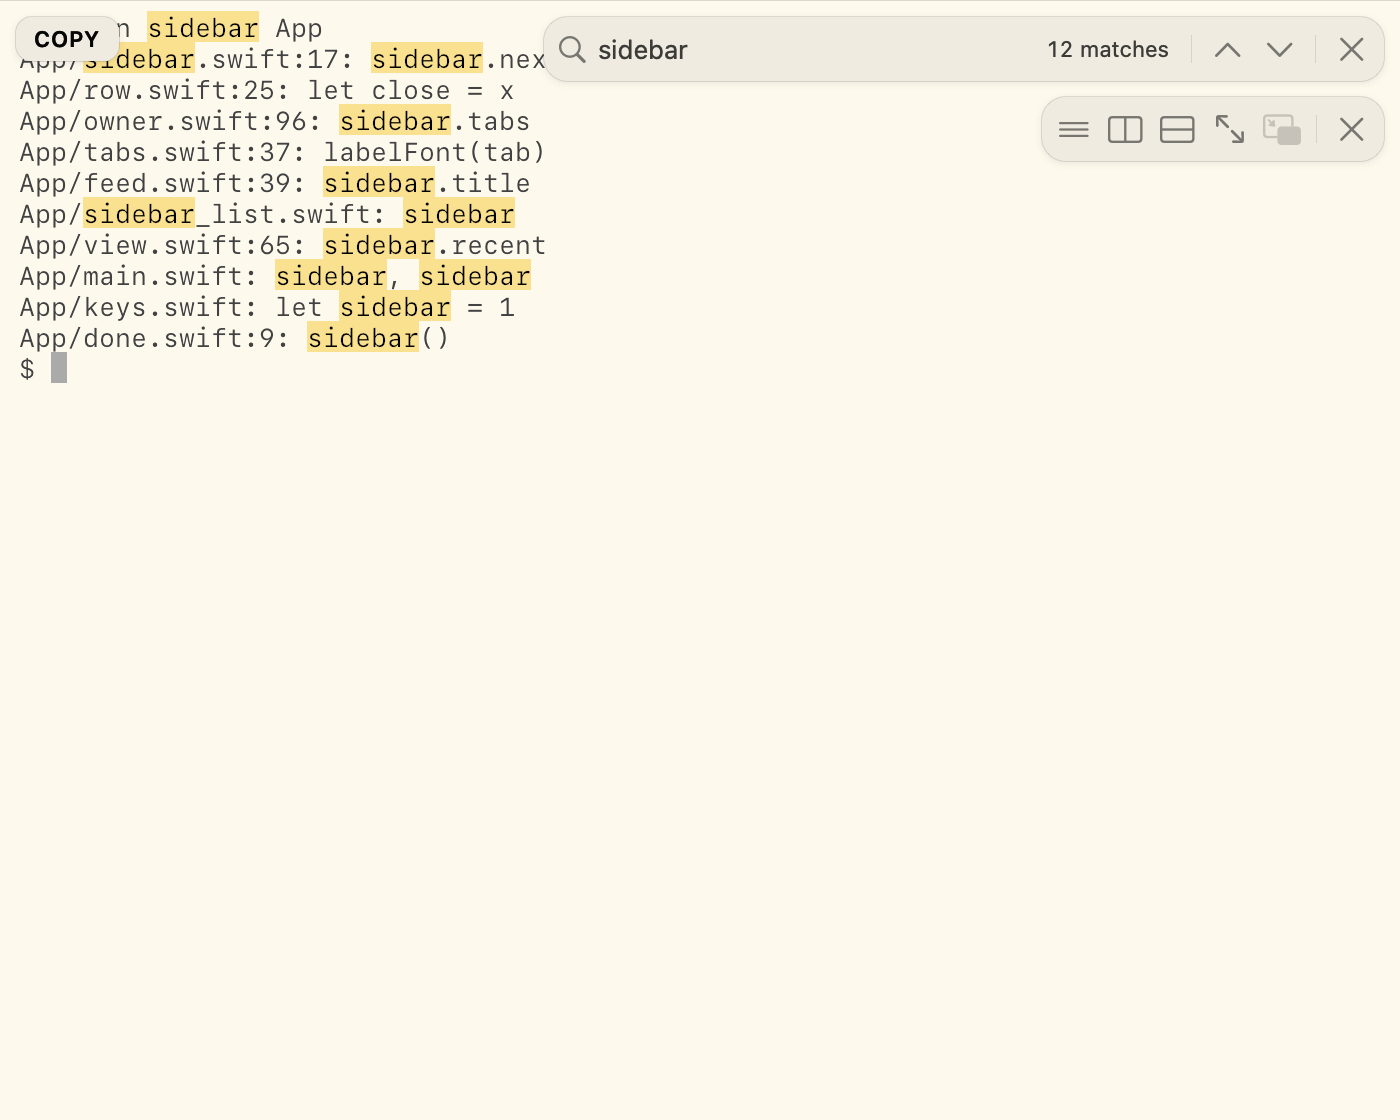 COPY
n sidebar App
sidebar
12 matches
App/sidebar.swift:17: sidebar.nex
App/row.swift:25: let close = x
App/owner.swift:96: sidebar.tabs
App/tabs.swift:37: labelFont(tab)
App/feed.swift:39: sidebar.title
App/sidebar_list.swift: sidebar
App/view.swift:65: sidebar.recent
App/main.swift: sidebar, sidebar
App/keys.swift: let sidebar = 1
App/done.swift:9: sidebar()
$